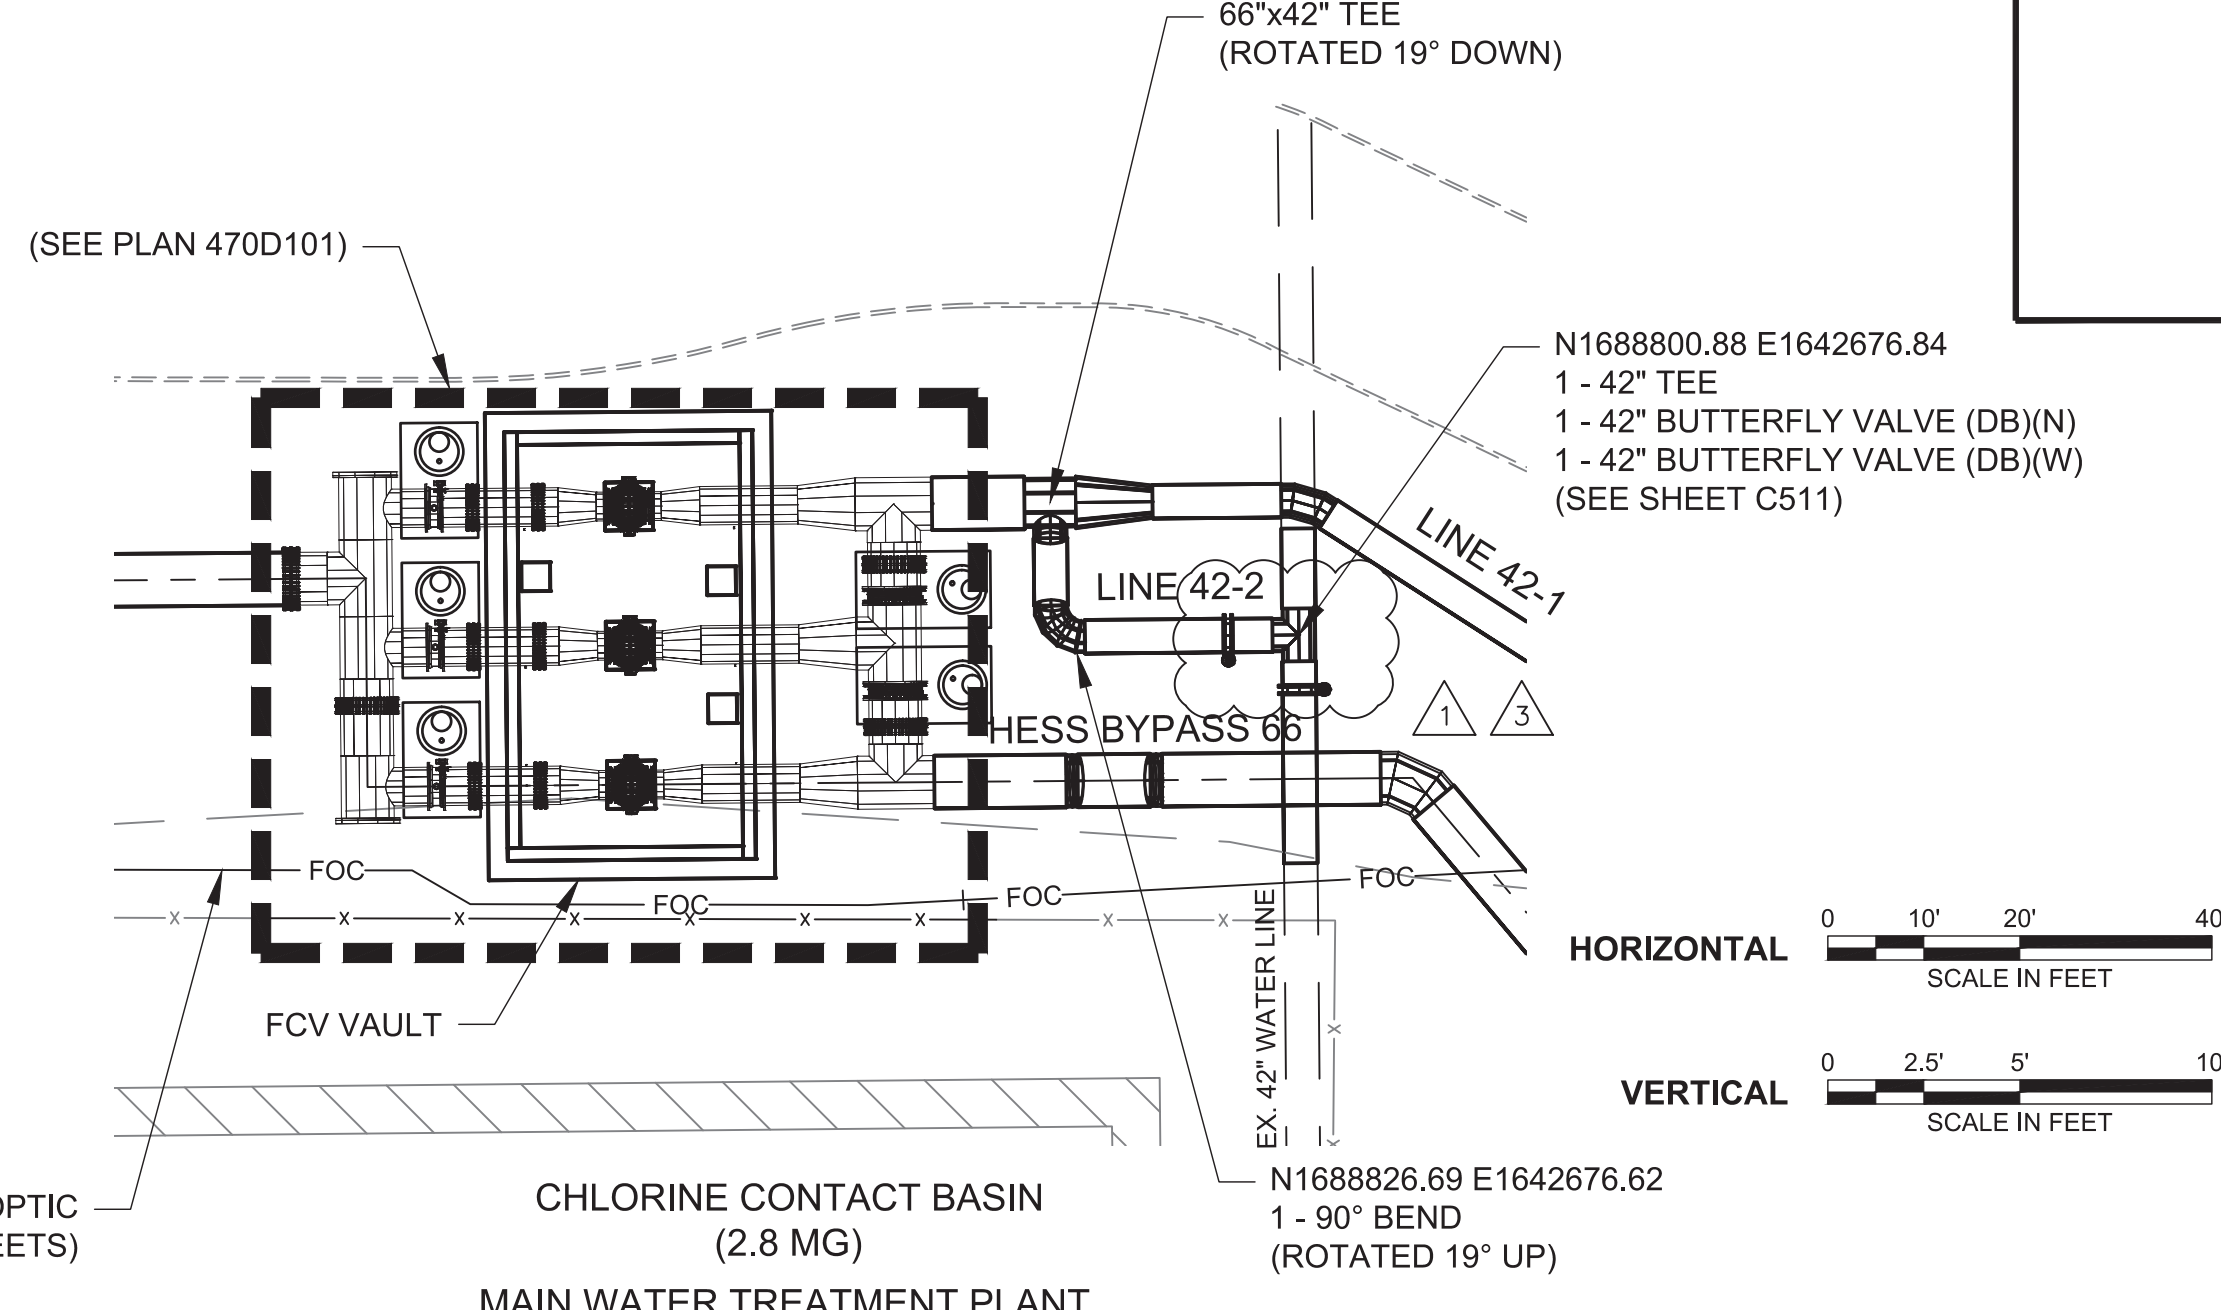 66"x42" TEE
(ROTATED 19° DOWN)
(SEE PLAN 470D101)
N1688800.88 E1642676.84
1 - 42" TEE
1 - 42" BUTTERFLY VALVE (DB)(N)
1 - 42" BUTTERFLY VALVE (DB)(W)
(SEE SHEET C511)
LINE 42-1
LINE 42-2
HESS BYPASS 66
1
3
FOC
FOC
FOC
FOC
x x x x x x x x x x
x
x
EX. 42" WATER LINE
FCV VAULT
HORIZONTAL
0 10' 20' 40
SCALE IN FEET
VERTICAL
0 2.5' 5' 10
SCALE IN FEET
N1688826.69 E1642676.62
1 - 90° BEND
(ROTATED 19° UP)
OPTIC
EETS)
CHLORINE CONTACT BASIN
(2.8 MG)
MAIN WATER TREATMENT PLANT